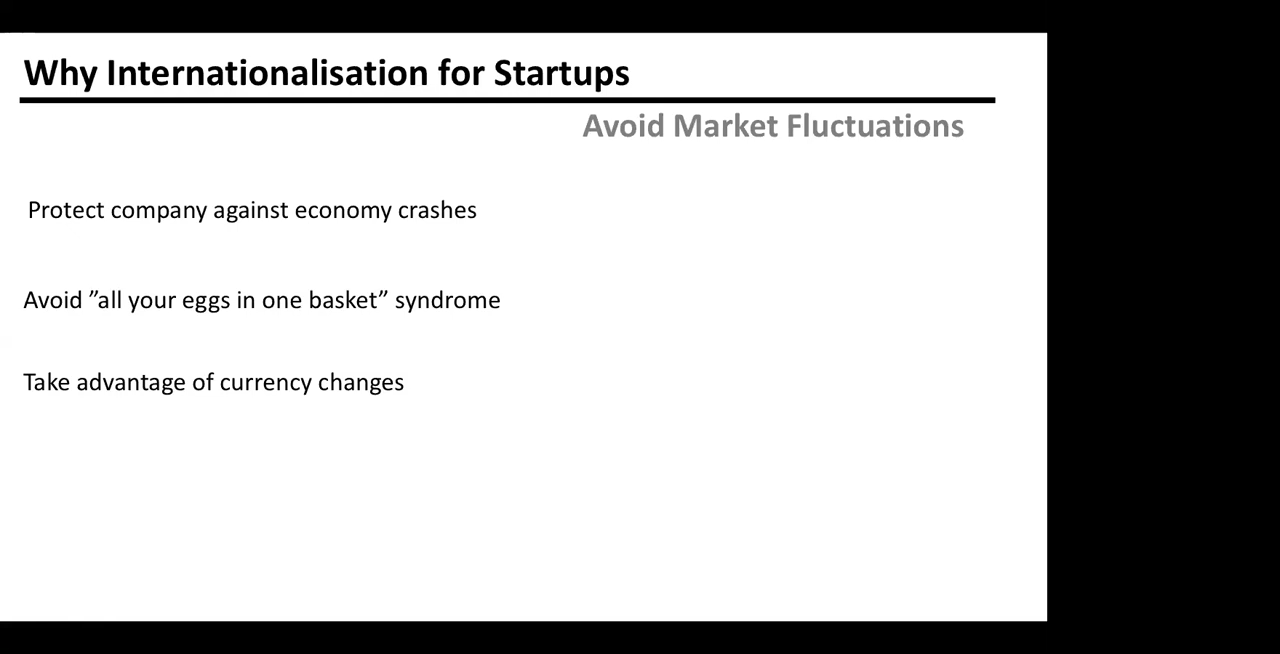 Why Internationalisation for Startups
Avoid Market Fluctuations
Protect company against economy crashes
Avoid ”all your eggs in one basket” syndrome
Take advantage of currency changes